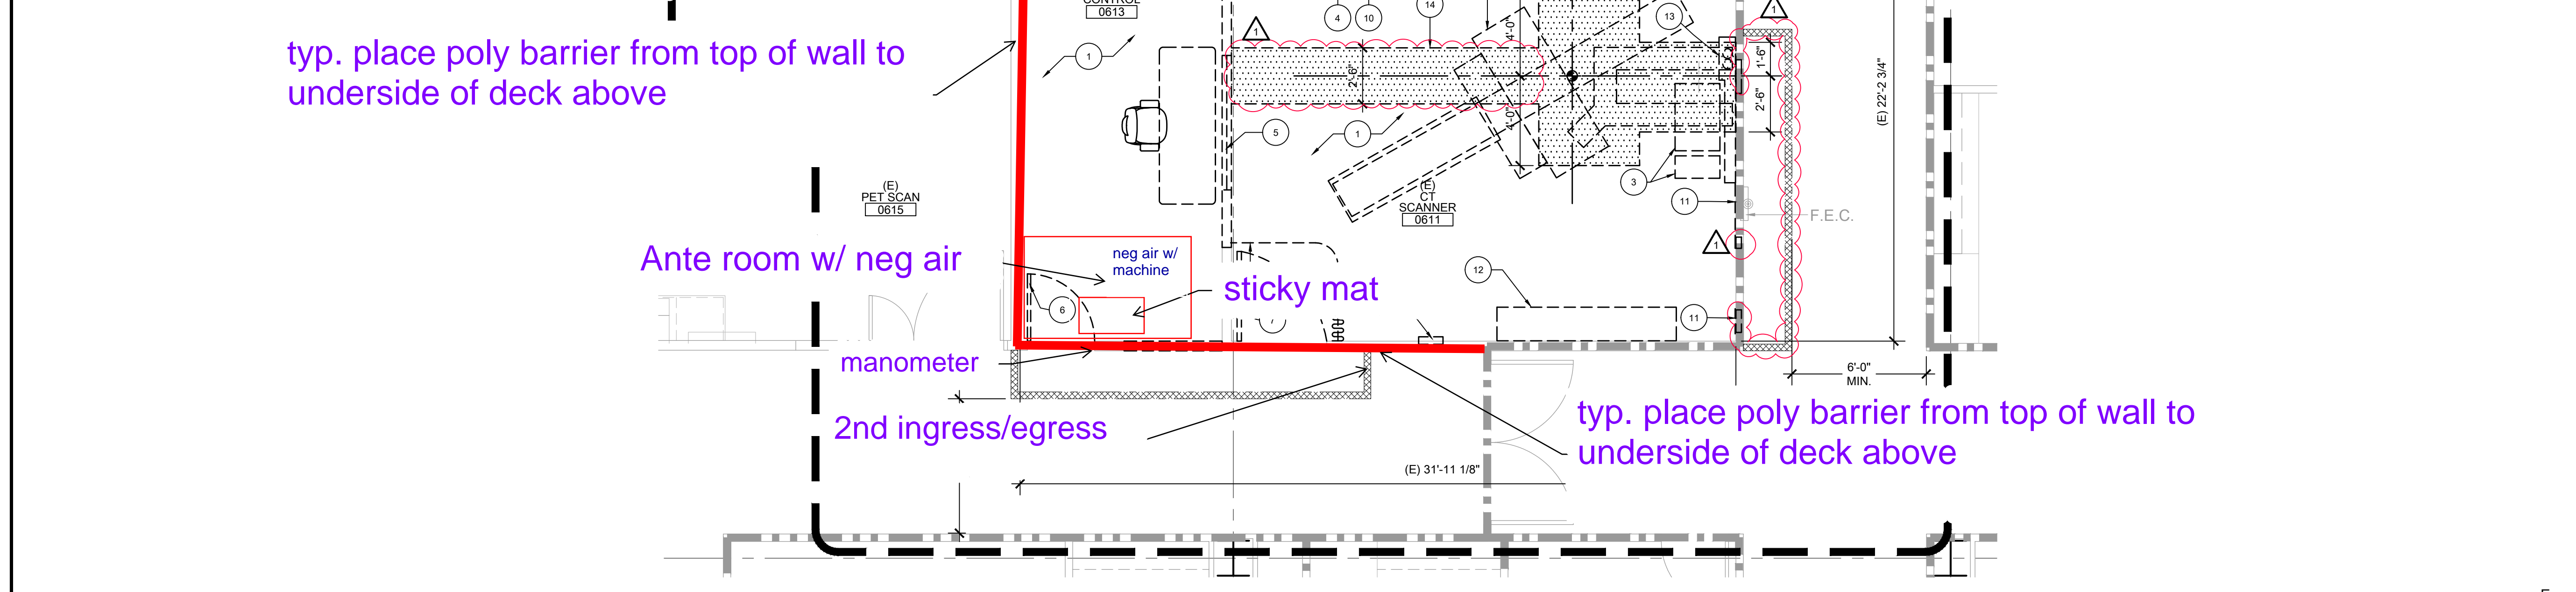 CONTROL
0613
4
10
14
13
1
4'-0"
typ. place poly barrier from top of wall to
underside of deck above
1
1
2'-6"
1'-6"
2'-6"
(E) 22'-2 3/4"
4'-0"
5
1
3
(E)
PET SCAN
0615
(E)
CT
SCANNER
0611
11
F.E.C.
1
Ante room w/ neg air
neg air w/
machine
sticky mat
12
6
7
11
manometer
6'-0"
MIN.
2nd ingress/egress
typ. place poly barrier from top of wall to
underside of deck above
(E) 31'-11 1/8"